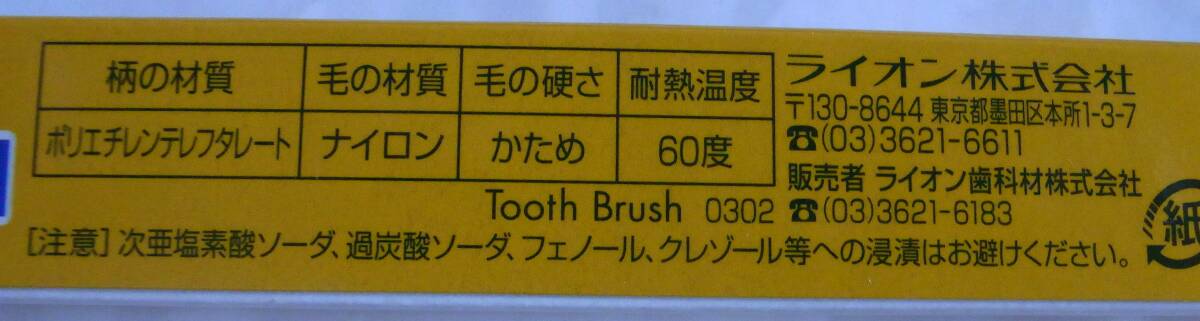 柄の材質 毛の材質 毛の硬さ 耐熱温度
ポリエチレンテレフタレート ナイロン かため 60度
ライオン株式会社
〒130-8644 東京都墨田区本所1-3-7
☎(03)3621-6611
販売者 ライオン歯科材株式会社
Tooth Brush 0302 ☎(03)3621-6183
[注意] 次亜塩素酸ソーダ、過炭酸ソーダ、フェノール、クレゾール等への浸漬はお避けください。
紙